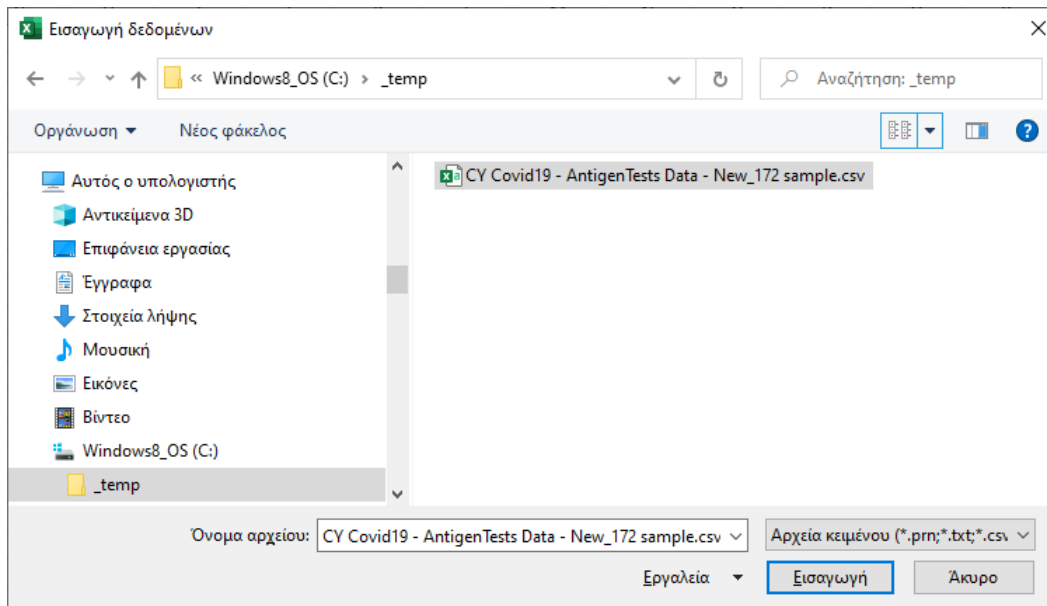 Εισαγωγή δεδομένων
« Windows8_OS (C:) › _temp
Αναζήτηση: _temp
Οργάνωση
Νέος φάκελος
Αυτός ο υπολογιστής
Αντικείμενα 3D
Επιφάνεια εργασίας
Έγγραφα
Στοιχεία λήψης
Μουσική
Εικόνες
Βίντεο
Windows8_OS (C:)
_temp
CY Covid19 - AntigenTests Data - New_172 sample.csv
Όνομα αρχείου: CY Covid19 - AntigenTests Data - New_172 sample.csv
Αρχεία κειμένου (*.prn;*.txt;*.csv
Εργαλεία
Εισαγωγή
Άκυρο